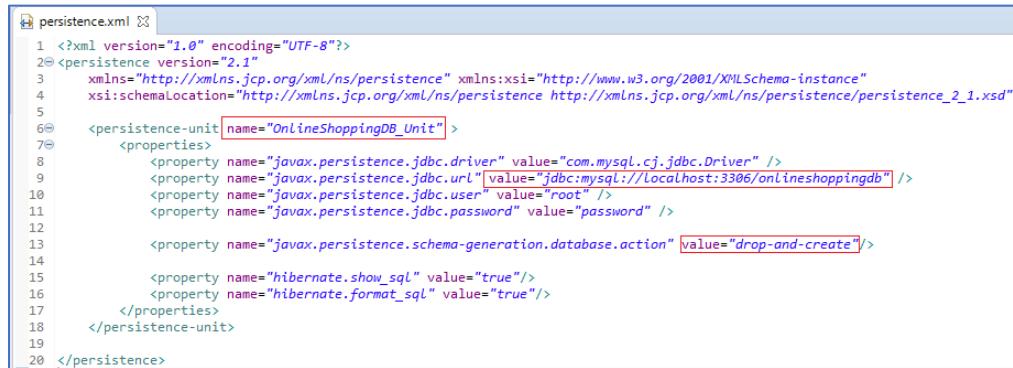 persistence.xml
1 <?xml version="1.0" encoding="UTF-8"?>
2 <persistence version="2.1"
3 xmlns="http://xmlns.jcp.org/xml/ns/persistence" xmlns:xsi="http://www.w3.org/2001/XMLSchema-instance"
4 xsi:schemaLocation="http://xmlns.jcp.org/xml/ns/persistence http://xmlns.jcp.org/xml/ns/persistence/persistence_2_1.xsd"
5
6 <persistence-unit name="OnlineShoppingDB_Unit" >
7 <properties>
8 <property name="javax.persistence.jdbc.driver" value="com.mysql.cj.jdbc.Driver" />
9 <property name="javax.persistence.jdbc.url" value="jdbc:mysql://localhost:3306/onlineshoppingdb" />
10 <property name="javax.persistence.jdbc.user" value="root" />
11 <property name="javax.persistence.jdbc.password" value="password" />
12
13 <property name="javax.persistence.schema-generation.database.action" value="drop-and-create"/>
14
15 <property name="hibernate.show_sql" value="true"/>
16 <property name="hibernate.format_sql" value="true"/>
17 </properties>
18 </persistence-unit>
19
20 </persistence>